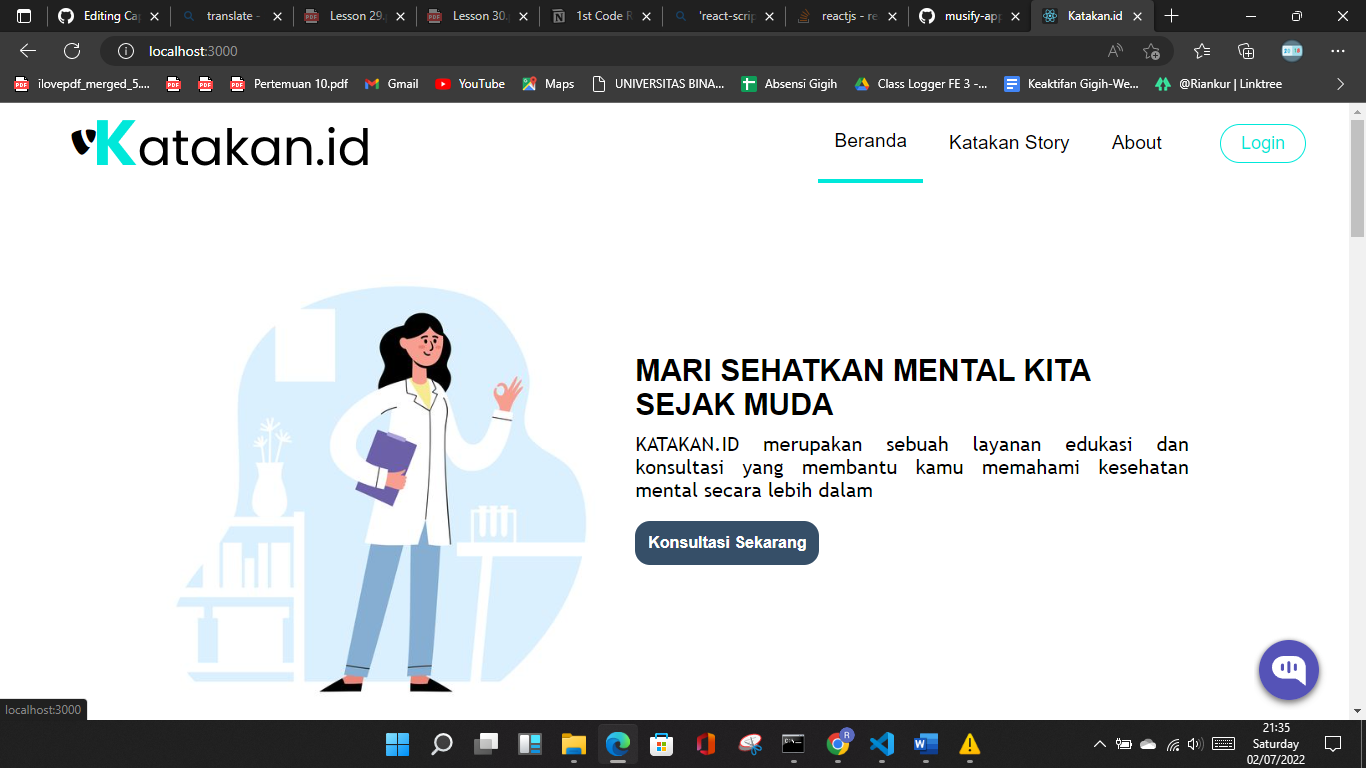 Editing Ca
translate -
Lesson 29.
Lesson 30.
1st Code R
'react-scrip
reactjs - re
musify-app
Katakan.id
localhost:3000
ilovepdf_merged_5....
Pertemuan 10.pdf
Gmail
YouTube
Maps
UNIVERSITAS BINA...
Absensi Gigih
Class Logger FE 3 -...
Keaktifan Gigih-We...
@Riankur | Linktree
Katakan.id
Beranda
Katakan Story
About
Login
MARI SEHATKAN MENTAL KITA
SEJAK MUDA
KATAKAN.ID merupakan sebuah layanan edukasi dan
konsultasi yang membantu kamu memahami kesehatan
mental secara lebih dalam
Konsultasi Sekarang
localhost:3000
R
21:35
Saturday
02/07/2022